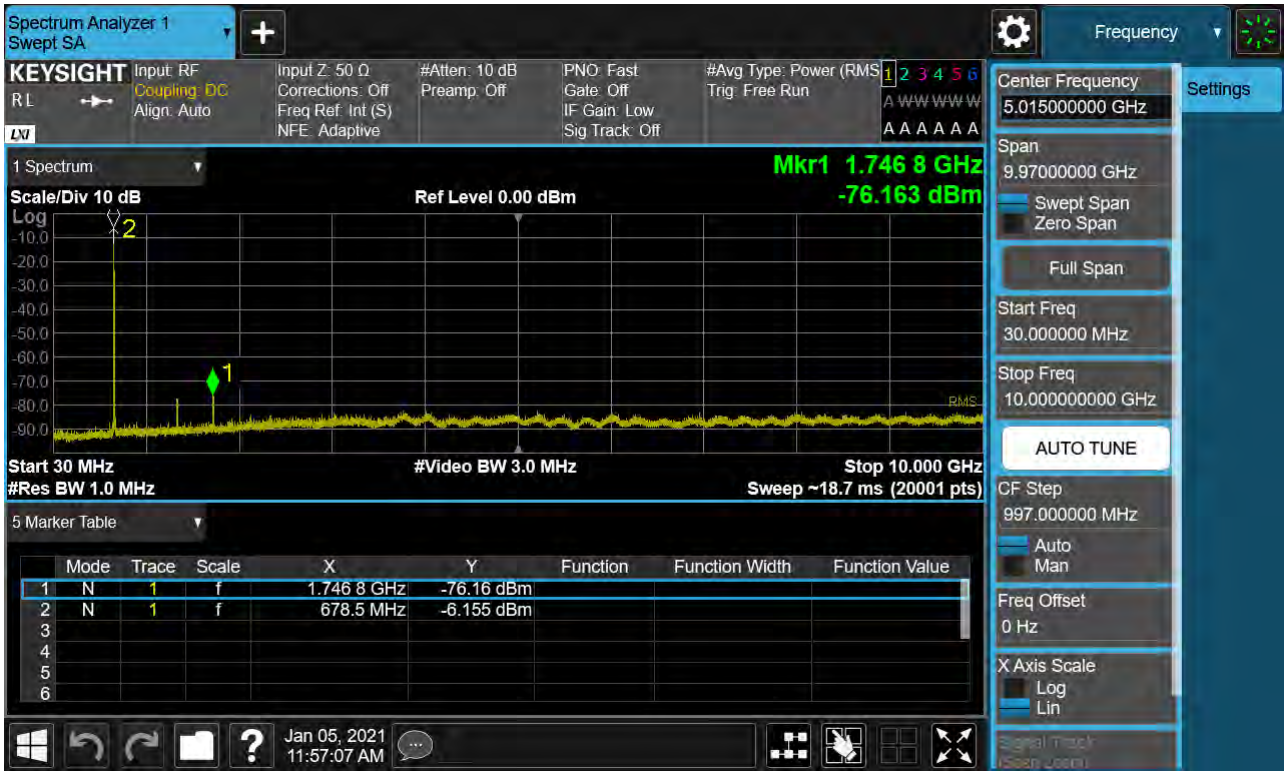 Spectrum Analyzer 1
Swept SA
Frequency
KEYSIGHT
RL
LXI
Input: RF
Coupling: DC
Align: Auto
Input Z: 50 Ω
Corrections: Off
Freq Ref: Int (S)
NFE: Adaptive
#Atten: 10 dB
Preamp: Off
PNO: Fast
Gate: Off
IF Gain: Low
Sig Track: Off
#Avg Type: Power (RMS
Trig: Free Run
1 2 3 4 5 6
A W W W W W
A A A A A A
1 Spectrum
Scale/Div 10 dB
Ref Level 0.00 dBm
Mkr1 1.746 8 GHz
-76.163 dBm
Log
-10.0
-20.0
-30.0
-40.0
-50.0
-60.0
-70.0
-80.0
-90.0
2
1
RMS
Start 30 MHz
#Video BW 3.0 MHz
Stop 10.000 GHz
#Res BW 1.0 MHz
Sweep ~18.7 ms (20001 pts)
5 Marker Table
Mode Trace Scale X Y Function Function Width Function Value
1 N 1 f 1.746 8 GHz -76.16 dBm
2 N 1 f 678.5 MHz -6.155 dBm
3
4
5
6
Jan 05, 2021
11:57:07 AM
Center Frequency
5.015000000 GHz
Settings
Span
9.97000000 GHz
Swept Span
Zero Span
Full Span
Start Freq
30.000000 MHz
Stop Freq
10.000000000 GHz
AUTO TUNE
CF Step
997.000000 MHz
Auto
Man
Freq Offset
0 Hz
X Axis Scale
Log
Lin
Signal Track
(Span Zoom)